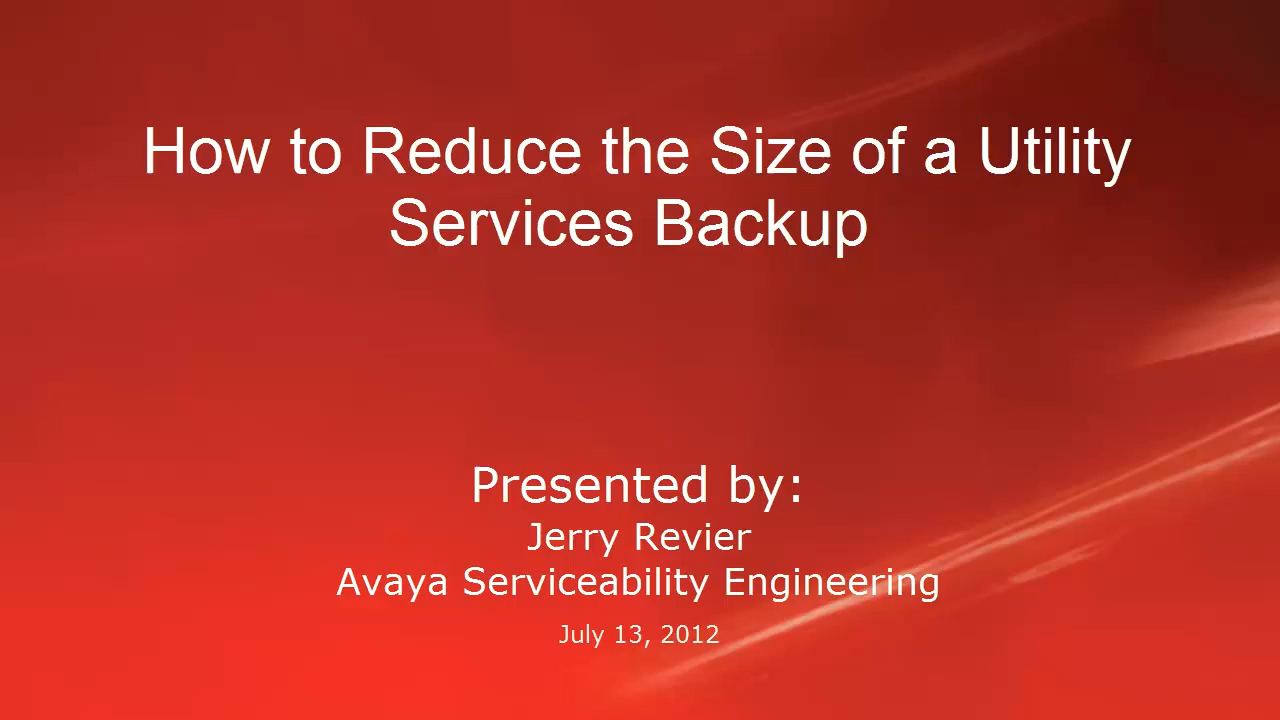 How to Reduce the Size of a Utility
Services Backup
Presented by:
Jerry Revier
Avaya Serviceability Engineering
July 13, 2012